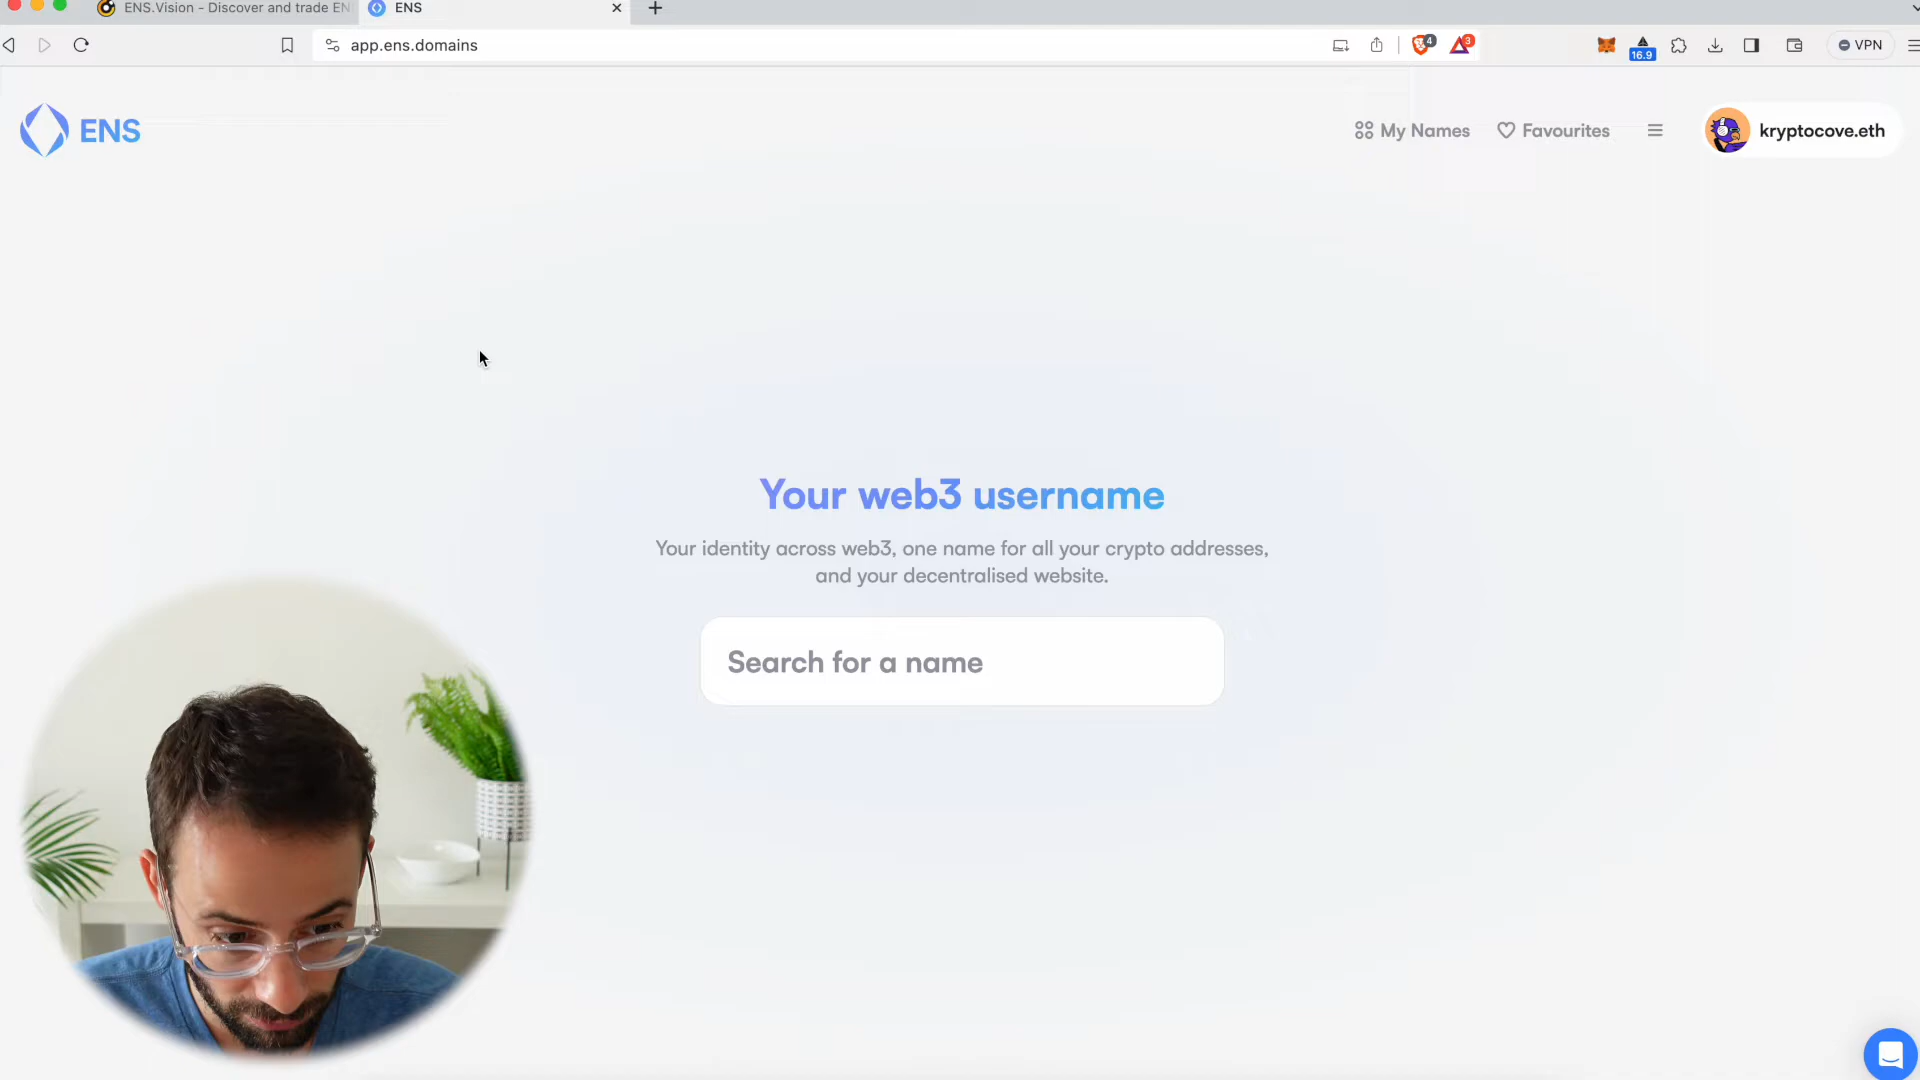 ENS.Vision - Discover and trade EN
ENS
app.ens.domains
4
3
16.9
VPN
ENS
My Names
Favourites
kryptocove.eth
Your web3 username
Your identity across web3, one name for all your crypto addresses,
and your decentralised website.
Search for a name